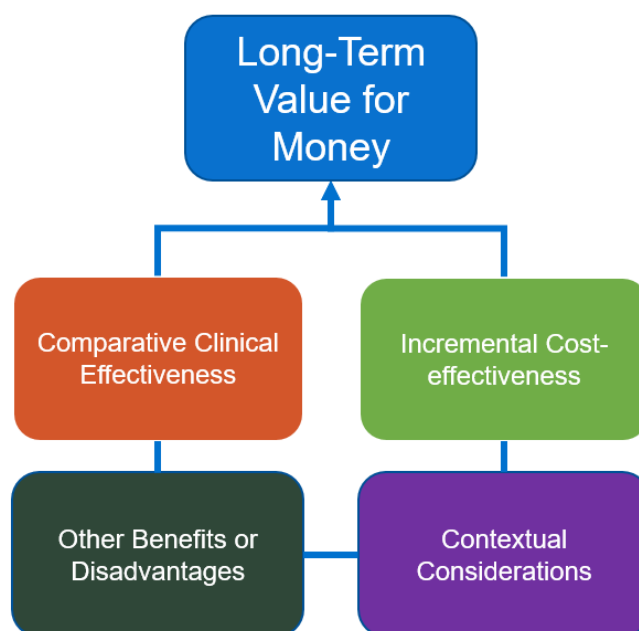 Long-Term
Value for
Money
Comparative Clinical
Effectiveness
Incremental Cost-
effectiveness
Other Benefits or
Disadvantages
Contextual
Considerations